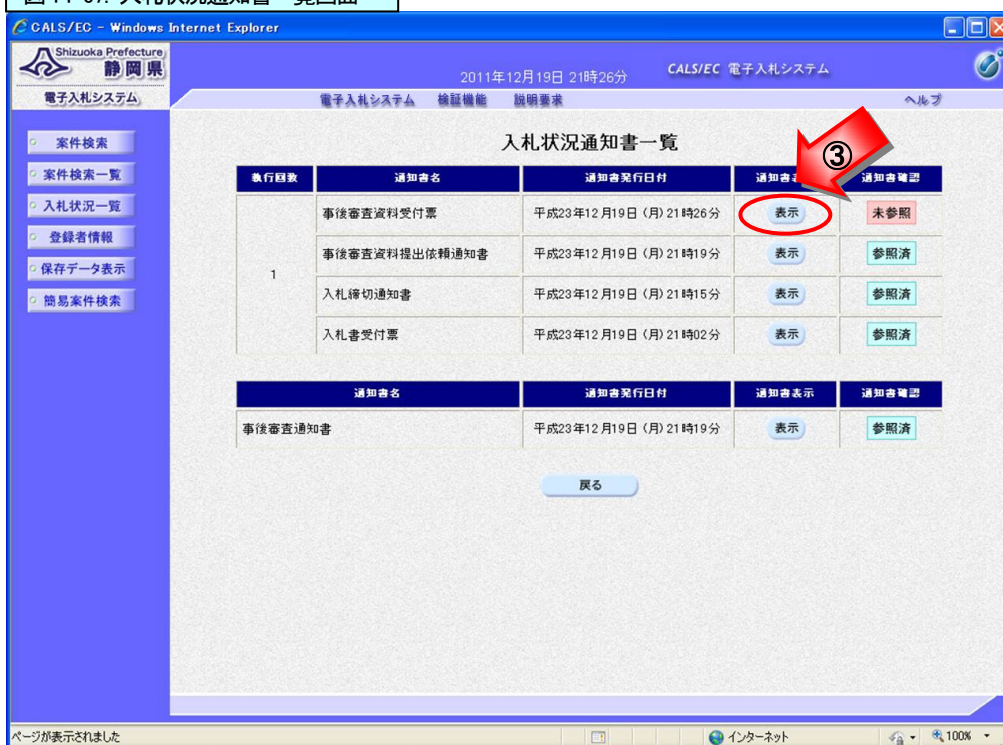 入札状況通知書一覧画面
CALS/EC - Windows Internet Explorer
Shizuoka Prefecture
静岡県
電子入札システム
2011年12月19日 21時26分
CALS/EC 電子入札システム
電子入札システム 検証機能 説明要求 ヘルプ
案件検索
案件検索一覧
入札状況一覧
登録者情報
保存データ表示
簡易案件検索
入札状況通知書一覧
③
執行回数 通知書名 通知書発行日付 通知書表 通知書確認
1
事後審査資料受付票 平成23年12月19日 (月) 21時26分 表示 未参照
事後審査資料提出依頼通知書 平成23年12月19日 (月) 21時19分 表示 参照済
入札締切通知書 平成23年12月19日 (月) 21時15分 表示 参照済
入札書受付票 平成23年12月19日 (月) 21時02分 表示 参照済
通知書名 通知書発行日付 通知書表示 通知書確認
事後審査通知書 平成23年12月19日 (月) 21時19分 表示 参照済
戻る
ページが表示されました インターネット 100%